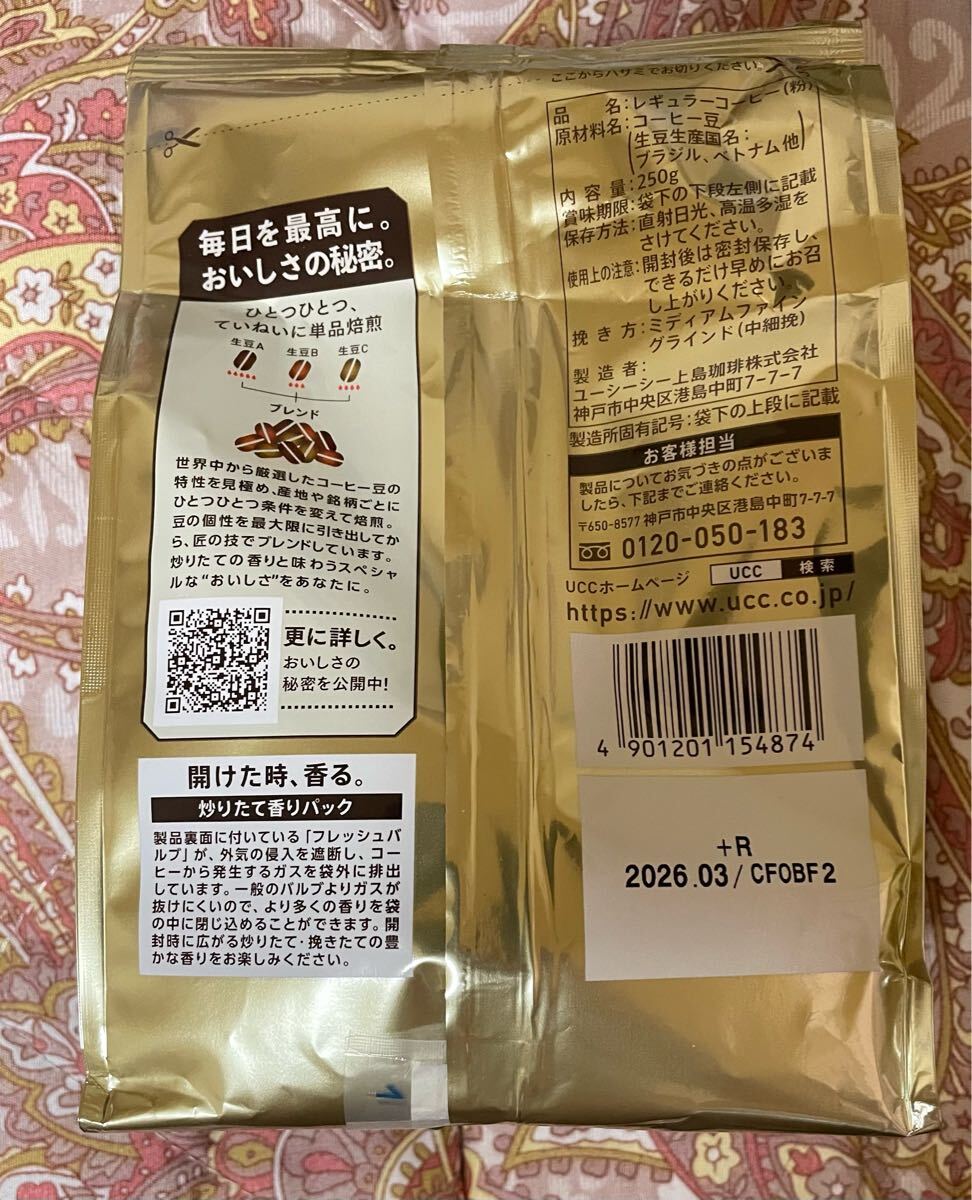 ここからハサミでお切りください。
毎日を最高に。
おいしさの秘密。
ひとつひとつ、
ていねいに単品焙煎
生豆A 生豆B 生豆C
ブレンド
世界中から厳選したコーヒー豆の
特性を見極め、産地や銘柄ごとに
ひとつひとつ条件を変えて焙煎。
豆の個性を最大限に引き出してか
ら、匠の技でブレンドしています。
炒りたての香りと味わうスペシャ
ルな“おいしさ”をあなたに。
更に詳しく。
おいしさの
秘密を公開中!
開けた時、香る。
炒りたて香りパック
製品裏面に付いている「フレッシュバ
ルブ」が、外気の侵入を遮断し、コー
ヒーから発生するガスを袋外に排出
しています。一般のバルブよりガスが
抜けにくいので、より多くの香りを袋
の中に閉じ込めることができます。開
封時に広がる炒りたて・挽きたての豊
かな香りをお楽しみください。
品名:レギュラーコーヒー(粉)
原材料名:コーヒー豆
(生豆生産国名:
ブラジル、ベトナム他)
内容量:250g
賞味期限:袋下の下段左側に記載
保存方法:直射日光、高温多湿を
さけてください。
使用上の注意:開封後は密封保存し、
できるだけ早めにお召
し上がりください。
挽き方:ミディアムファイン
グラインド(中細挽)
製造者:
ユーシーシー上島珈琲株式会社
神戸市中央区港島中町7-7-7
製造所固有記号:袋下の上段に記載
お客様担当
製品についてお気づきの点がございま
したら、下記までご連絡ください。
〒650-8577 神戸市中央区港島中町7-7-7
0120-050-183
UCCホームページ UCC 検索
https://www.ucc.co.jp/
4 901201 154874
+R
2026.03/CFOBF2